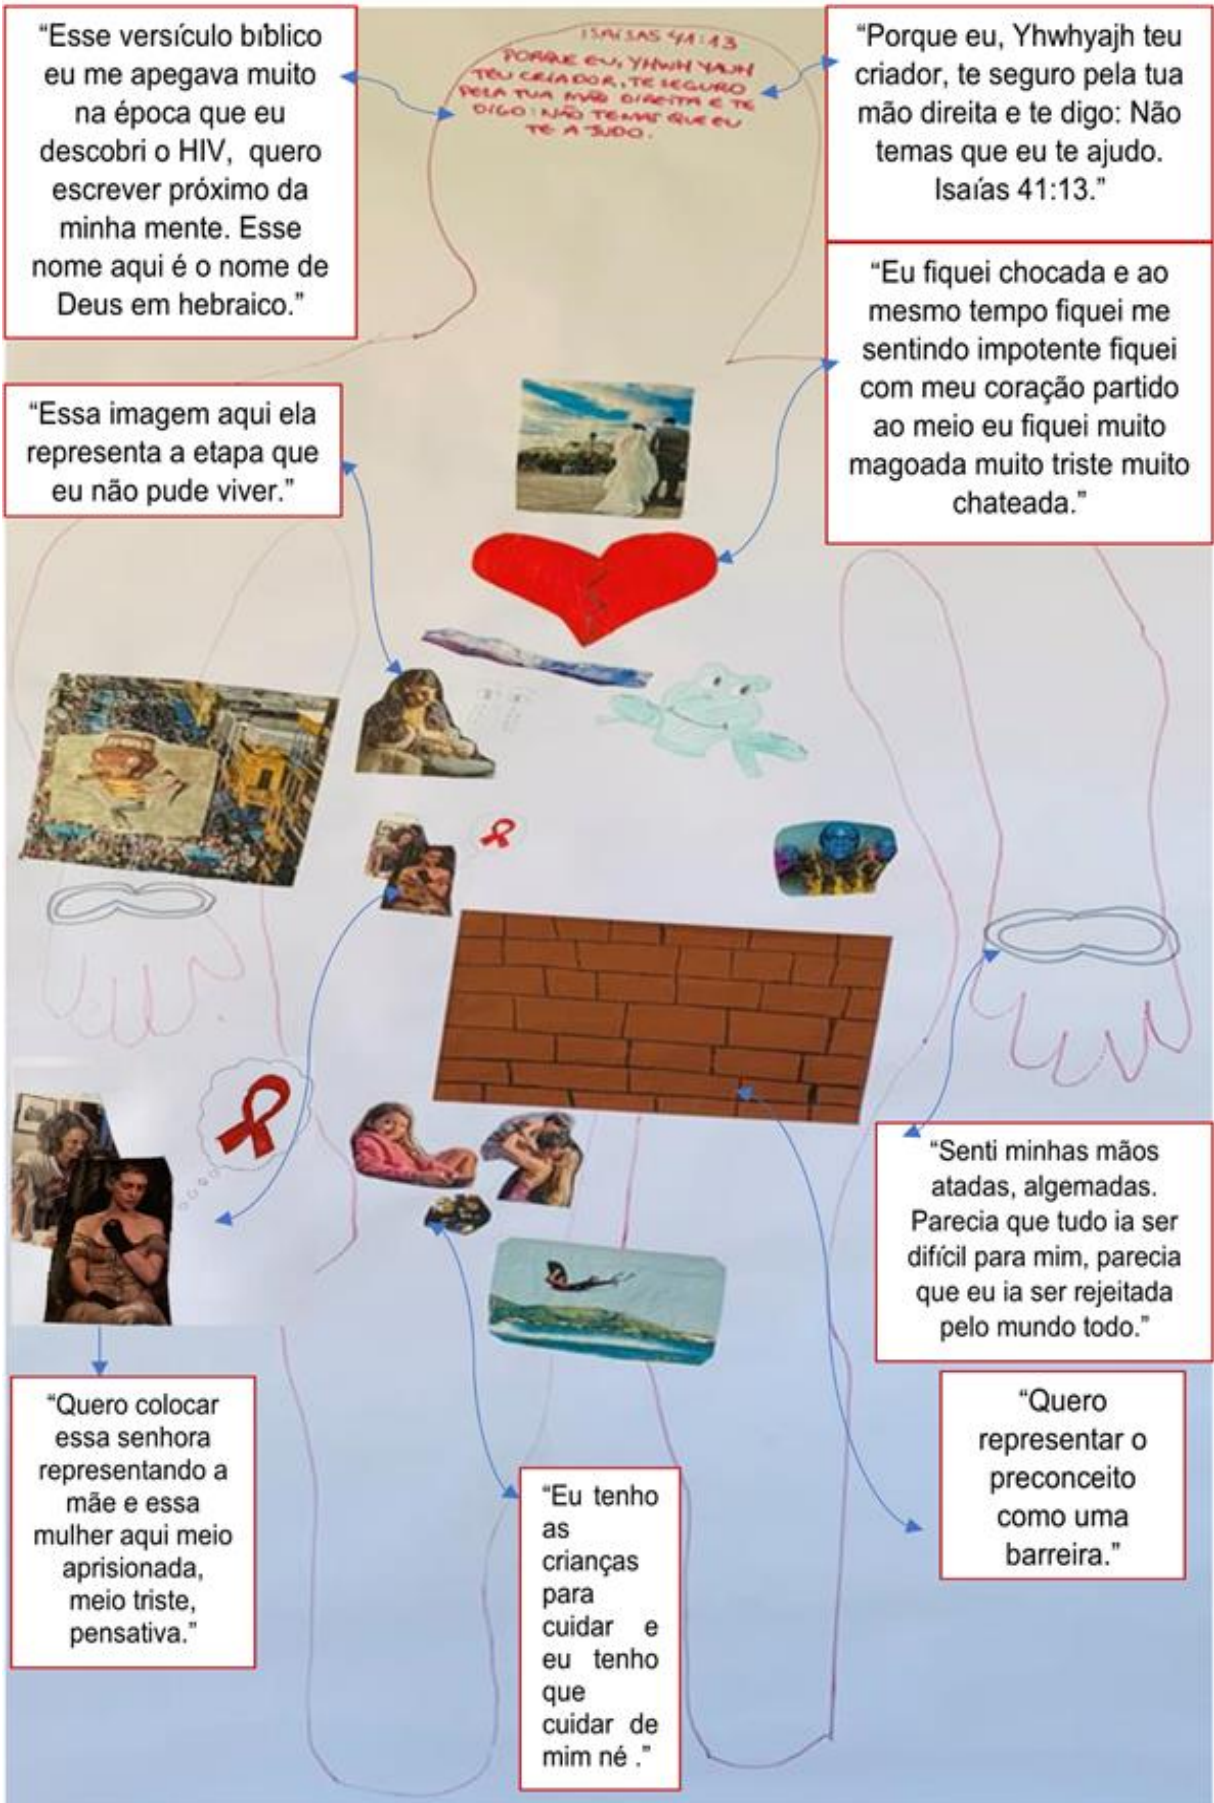 “Esse versículo bíblico
eu me apegava muito
na época que eu
descobri o HIV, quero
escrever próximo da
minha mente. Esse
nome aqui é o nome de
Deus em hebraico.”
ISAÍSAS 41:13
PORQUE EU, YHWH YAJH
TEU CRIADOR, TE SEGURO
PELA TUA MÃO DIREITA E TE
DIGO: NÃO TEMAS QUE EU
TE AJUDO.
“Porque eu, Yhwhyajh teu
criador, te seguro pela tua
mão direita e te digo: Não
temas que eu te ajudo.
Isaías 41:13.”
“Eu fiquei chocada e ao
mesmo tempo fiquei me
sentindo impotente fiquei
com meu coração partido
ao meio eu fiquei muito
magoada muito triste muito
chateada.”
“Essa imagem aqui ela
representa a etapa que
eu não pude viver.”
“Senti minhas mãos
atadas, algemadas.
Parecia que tudo ia ser
difícil para mim, parecia
que eu ia ser rejeitada
pelo mundo todo.”
“Quero colocar
essa senhora
representando a
mãe e essa
mulher aqui meio
aprisionada,
meio triste,
pensativa.”
“Eu tenho
as
crianças
para
cuidar e
eu tenho
que
cuidar de
mim né .”
“Quero
representar o
preconceito
como uma
barreira.”